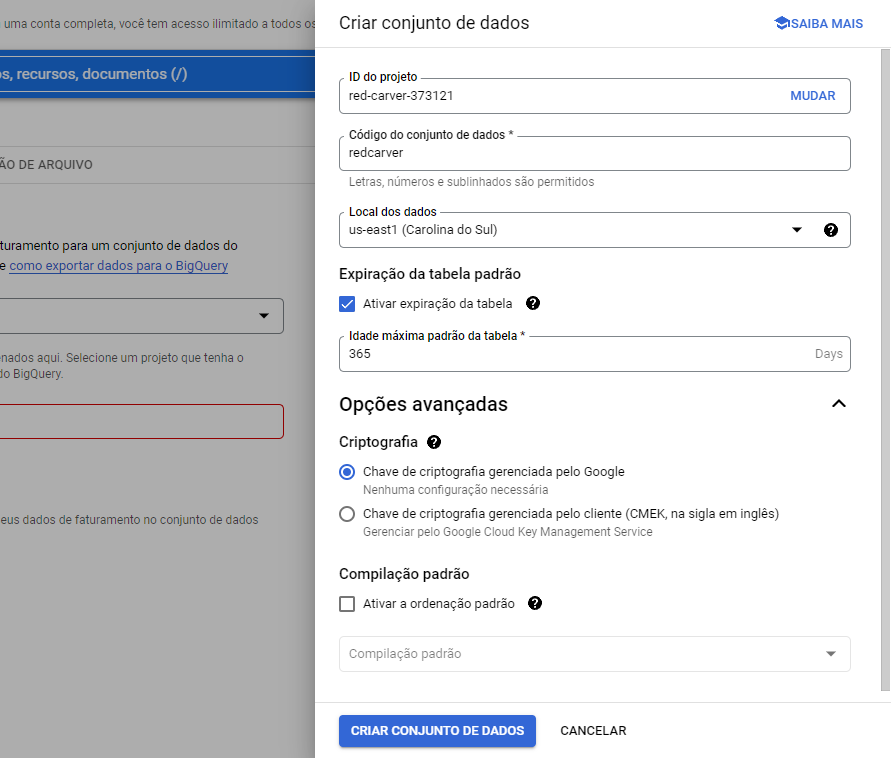 uma conta completa, você tem acesso ilimitado a todos os
s, recursos, documentos (/)
ÃO DE ARQUIVO
turamento para um conjunto de dados do
e como exportar dados para o BigQuery
nados aqui. Selecione um projeto que tenha o
do BigQuery.
eus dados de faturamento no conjunto de dados
Criar conjunto de dados
SAIBA MAIS
ID do projeto
red-carver-373121
MUDAR
Código do conjunto de dados *
redcarver
Letras, números e sublinhados são permitidos
Local dos dados
us-east1 (Carolina do Sul)
Expiração da tabela padrão
Ativar expiração da tabela
Idade máxima padrão da tabela *
365
Days
Opções avançadas
Criptografia
Chave de criptografia gerenciada pelo Google
Nenhuma configuração necessária
Chave de criptografia gerenciada pelo cliente (CMEK, na sigla em inglês)
Gerenciar pelo Google Cloud Key Management Service
Compilação padrão
Ativar a ordenação padrão
Compilação padrão
CRIAR CONJUNTO DE DADOS
CANCELAR